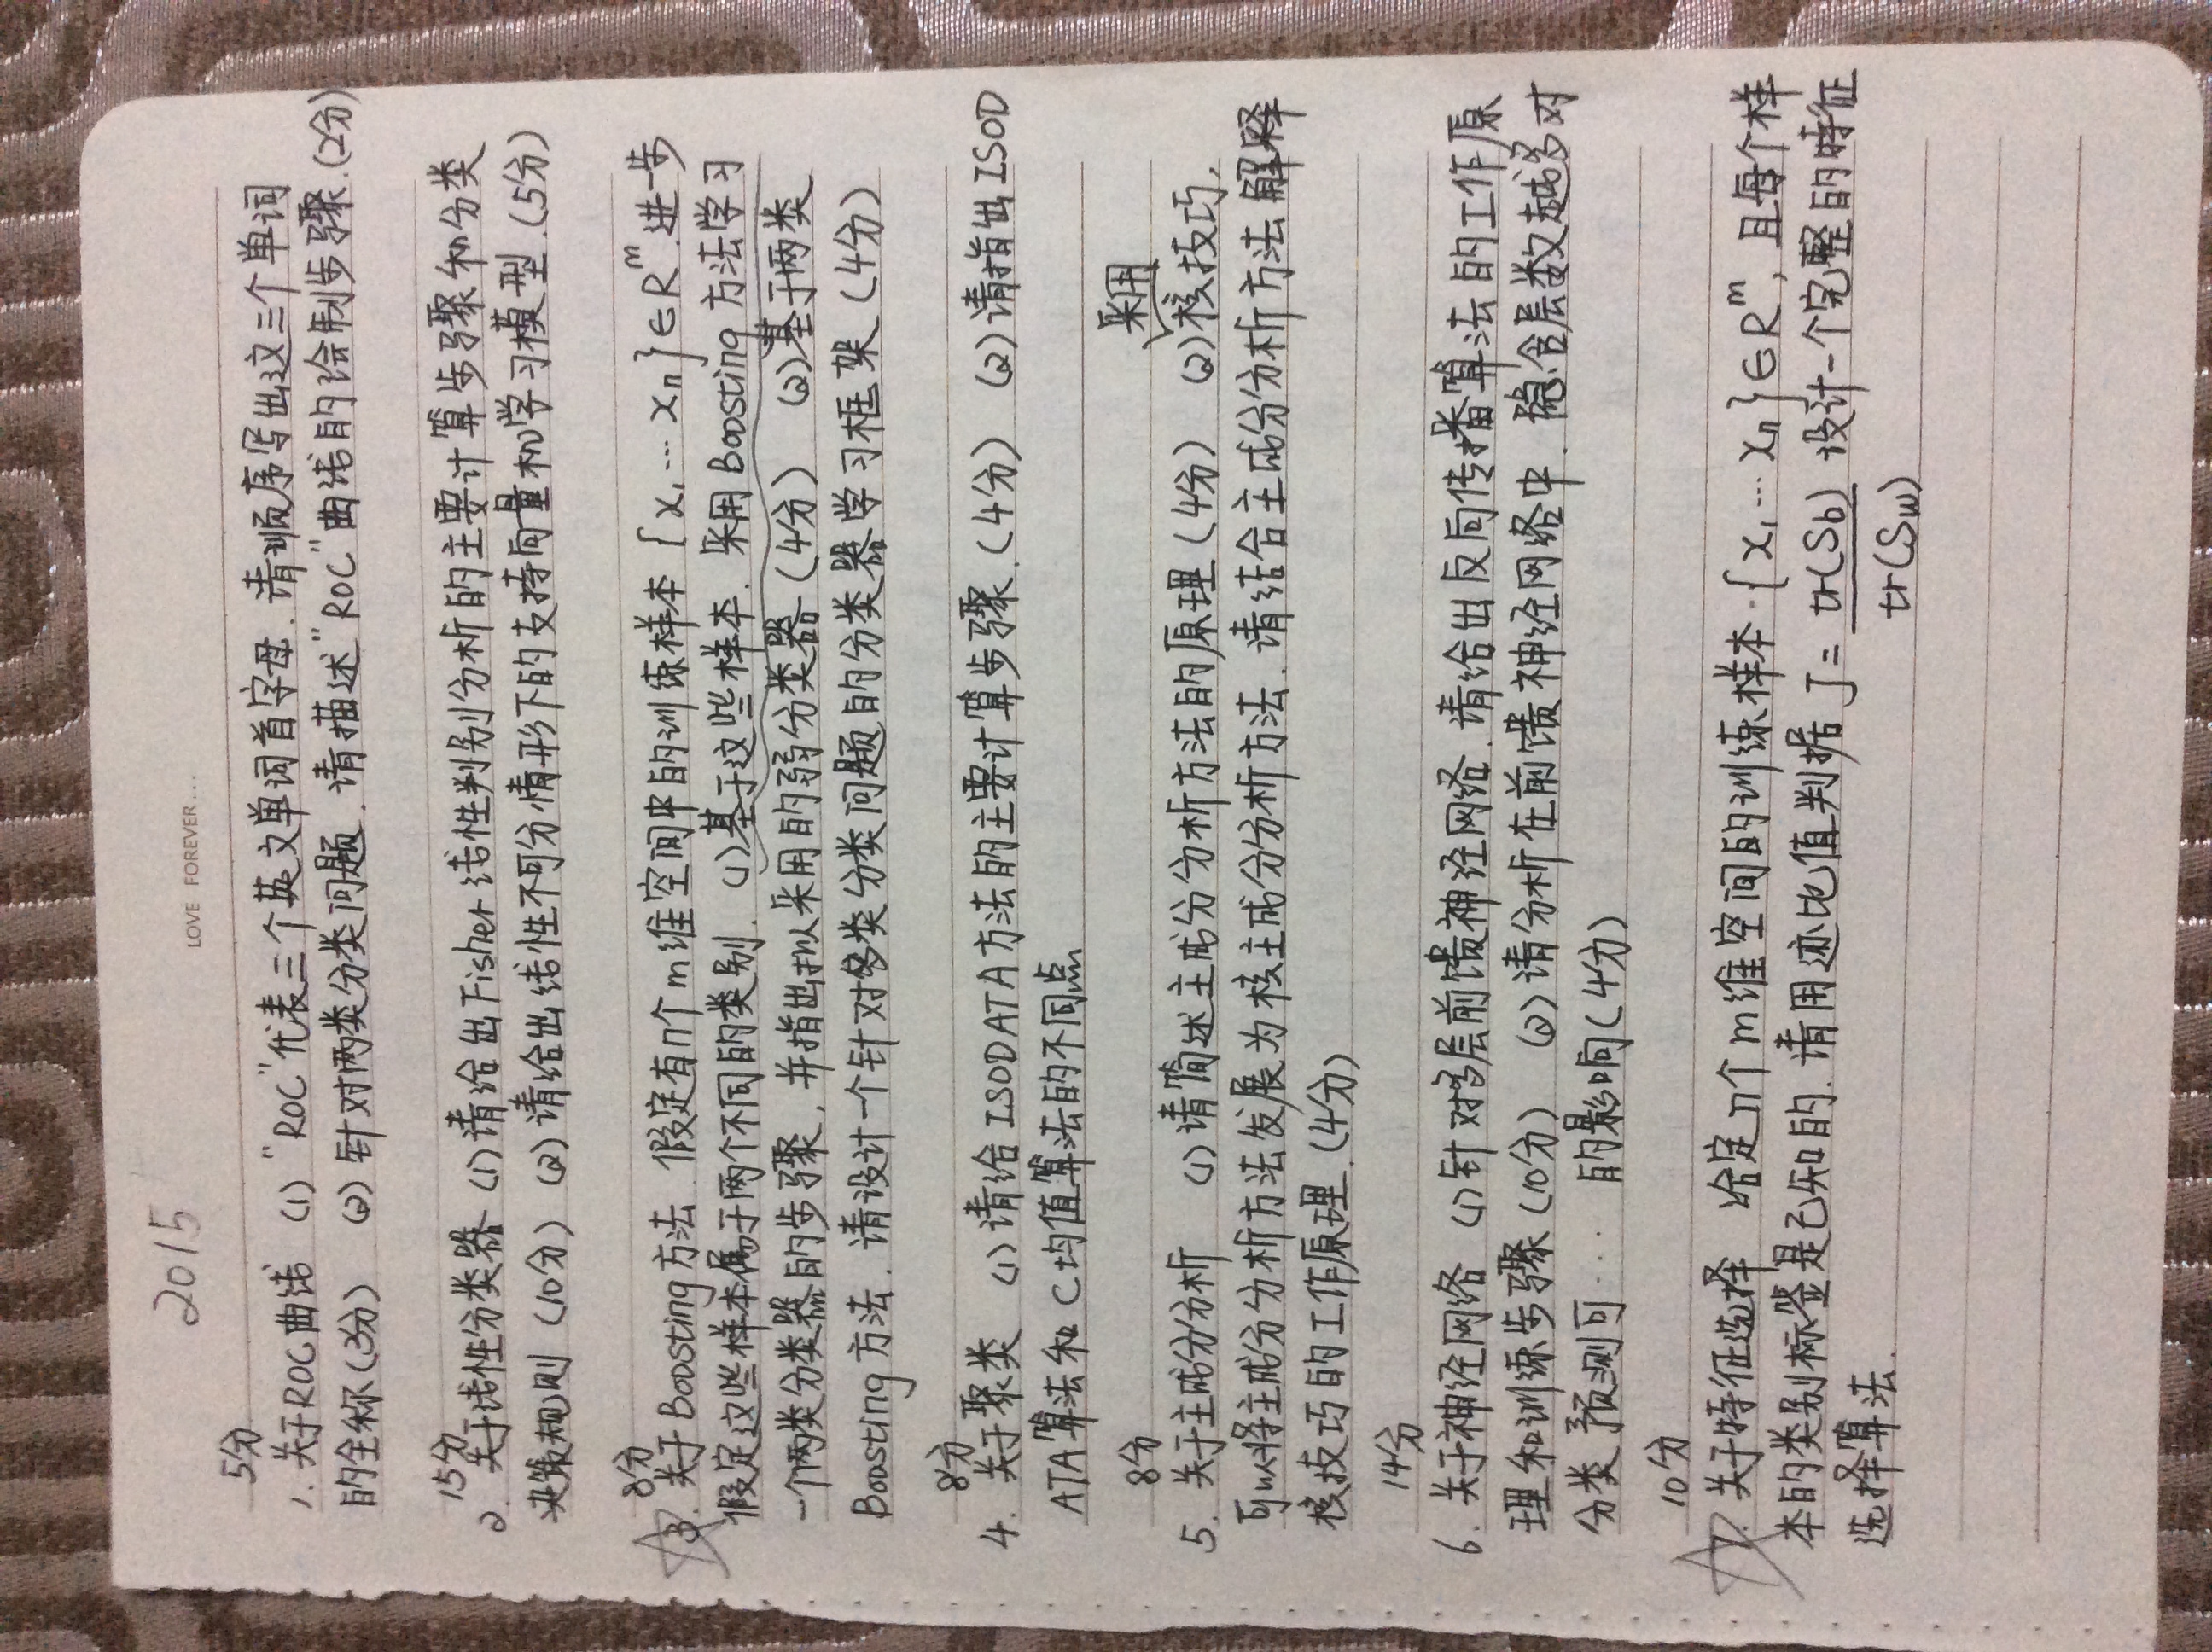 LOVE FOREVER...
2015
5分
1. 关于ROC曲线 (1) "ROC"代表三个英文单词首字母. 请顺序写出这三个单词
的全称(3分) (2) 针对两类分类问题. 请描述"ROC"曲线的绘制步骤.(2分)
15分
2. 关于线性分类器 (1) 请给出Fisher线性判别分析的主要计算步骤和分类
决策规则 (10分) (2) 请给出线性不可分情形下的支持向量机学习模型.(5分)
8分
3. 关于Boosting方法. 假定有n个m维空间中的训练样本 {x₁...xn}∈Rᵐ. 进一步
假定这些样本属于两个不同的类别. (1)基于这些样本. 采用Boosting方法学习
一个两类分类器的步骤, 并指出拟采用的弱分类器 (4分) (2)基于两类
Boosting方法. 请设计一个针对多类分类问题的分类器学习框架 (4分)
8分
4. 关于聚类 (1) 请给ISODATA方法的主要计算步骤.(4分) (2) 请指出ISOD
ATA算法和C均值算法的不同点
8分 采用
5. 关于主成分分析 (1) 请简述主成分分析方法的原理 (4分) (2) 核技巧,
可以将主成分分析方法发展为核主成分分析方法. 请结合主成分分析方法解释
核技巧的工作原理.(4分)
14分
6. 关于神经网络 (1) 针对多层前馈神经网络. 请给出反向传播算法的工作原
理和训练步骤 (10分) (2) 请分析在前馈神经网络中. 隐含层数越多对
分类预测可... 的影响(4分)
10分
7. 关于特征选择 给定n个m维空间的训练样本.{x₁...xn}∈Rᵐ, 且每个样
本的类别标签是已知的. 请用迹比值判据 J = tr(Sb)/tr(Sw) 设计一个完整的特征
选择算法.